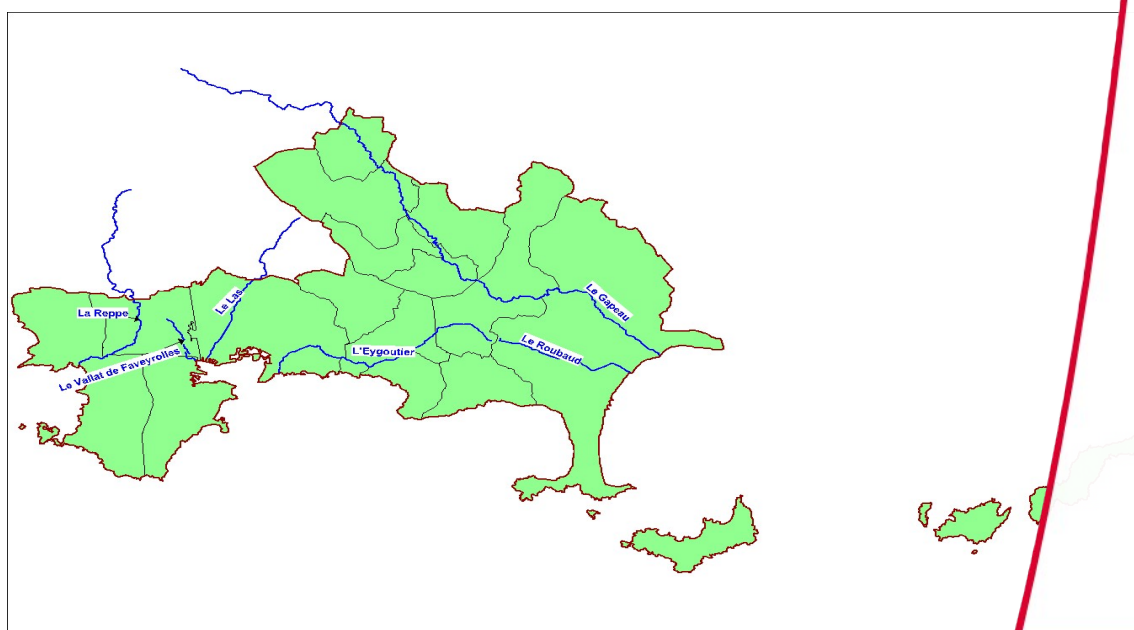 La Reppe
Le Las
Le Gapeau
Le Vallat de Faveyrolles
L'Eygoutier
Le Roubaud